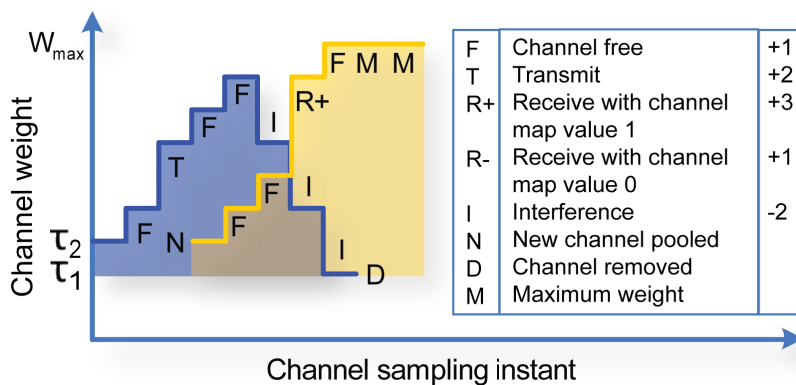 Wmax
F M M
F
R+
F
I
T
F
I
F
τ2
F
N
F
I
τ1
D
Channel weight
Channel sampling instant
F Channel free +1
T Transmit +2
R+ Receive with channel +3
map value 1
R- Receive with channel +1
map value 0
I Interference -2
N New channel pooled
D Channel removed
M Maximum weight